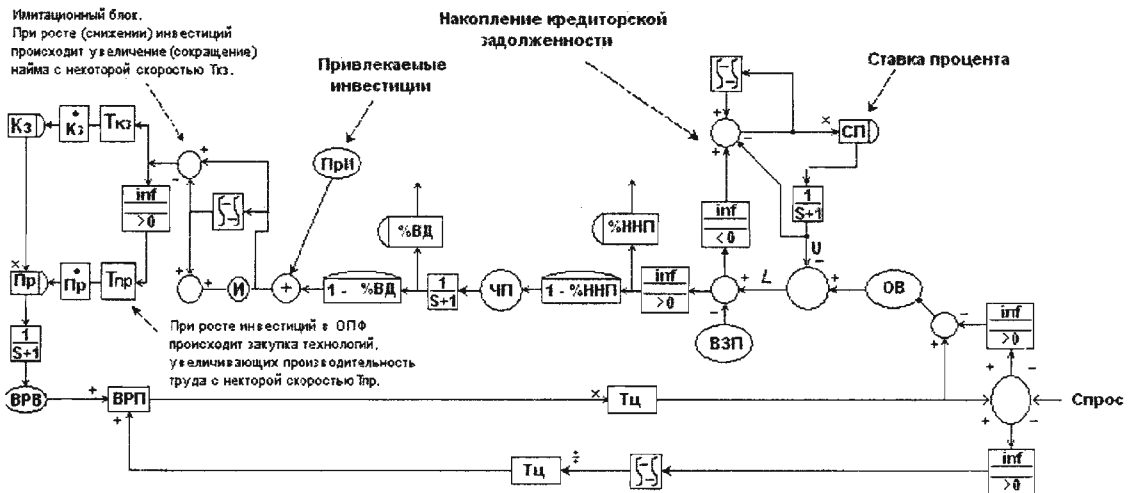 Имитационный блок.
При росте (снижении) инвестиций
происходит увеличение (сокращение)
найма с некоторой скоростью Ткз.
Накопление кредиторской
задолженности
Привлекаемые
инвестиции
Ставка процента
Кз
Кз
Ткз
+
-
inf
>0
ПрИ
+
-
+
x
СП
1
S+1
U
-
%ВД
%ННП
inf
<0
x
Пр
Пр
Тпр
+
+
И
+
1 - %ВД
1
S+1
ЧП
1 - %ННП
inf
>0
+
L
+
ОВ
-
ВЗП
-
+
inf
>0
1
S+1
При росте инвестиций в ОПФ
происходит закупка технологий,
увеличивающих производительность
труда с некторой скоростью Тпр.
ВРВ
+
ВРП
+
x
Тц
+
-
+
-
Спрос
+
-
Тц
÷
inf
>0